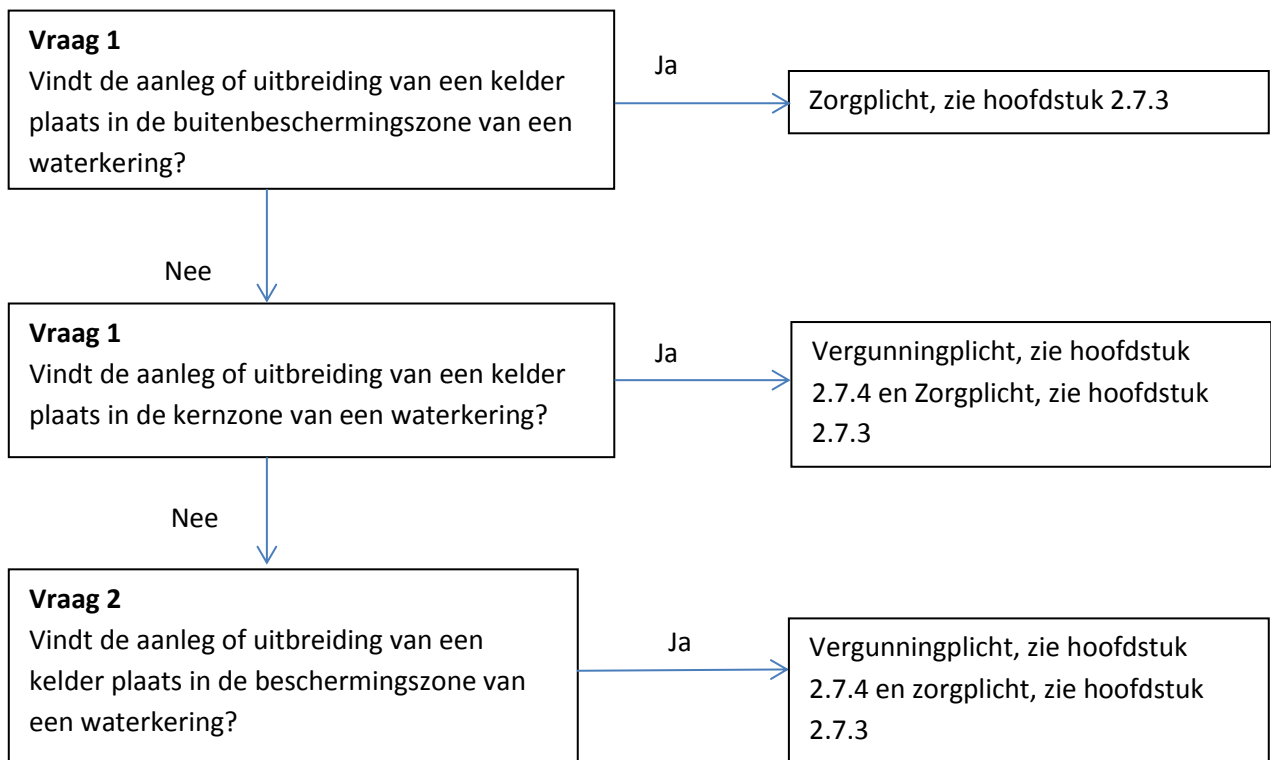 Vraag 1
Vindt de aanleg of uitbreiding van een kelder
plaats in de buitenbeschermingszone van een
waterkering?
Ja
Zorgplicht, zie hoofdstuk 2.7.3
Nee
Vraag 1
Vindt de aanleg of uitbreiding van een kelder
plaats in de kernzone van een waterkering?
Ja
Vergunningplicht, zie hoofdstuk
2.7.4 en Zorgplicht, zie hoofdstuk
2.7.3
Nee
Vraag 2
Vindt de aanleg of uitbreiding van een
kelder plaats in de beschermingszone van
een waterkering?
Ja
Vergunningplicht, zie hoofdstuk
2.7.4 en zorgplicht, zie hoofdstuk
2.7.3